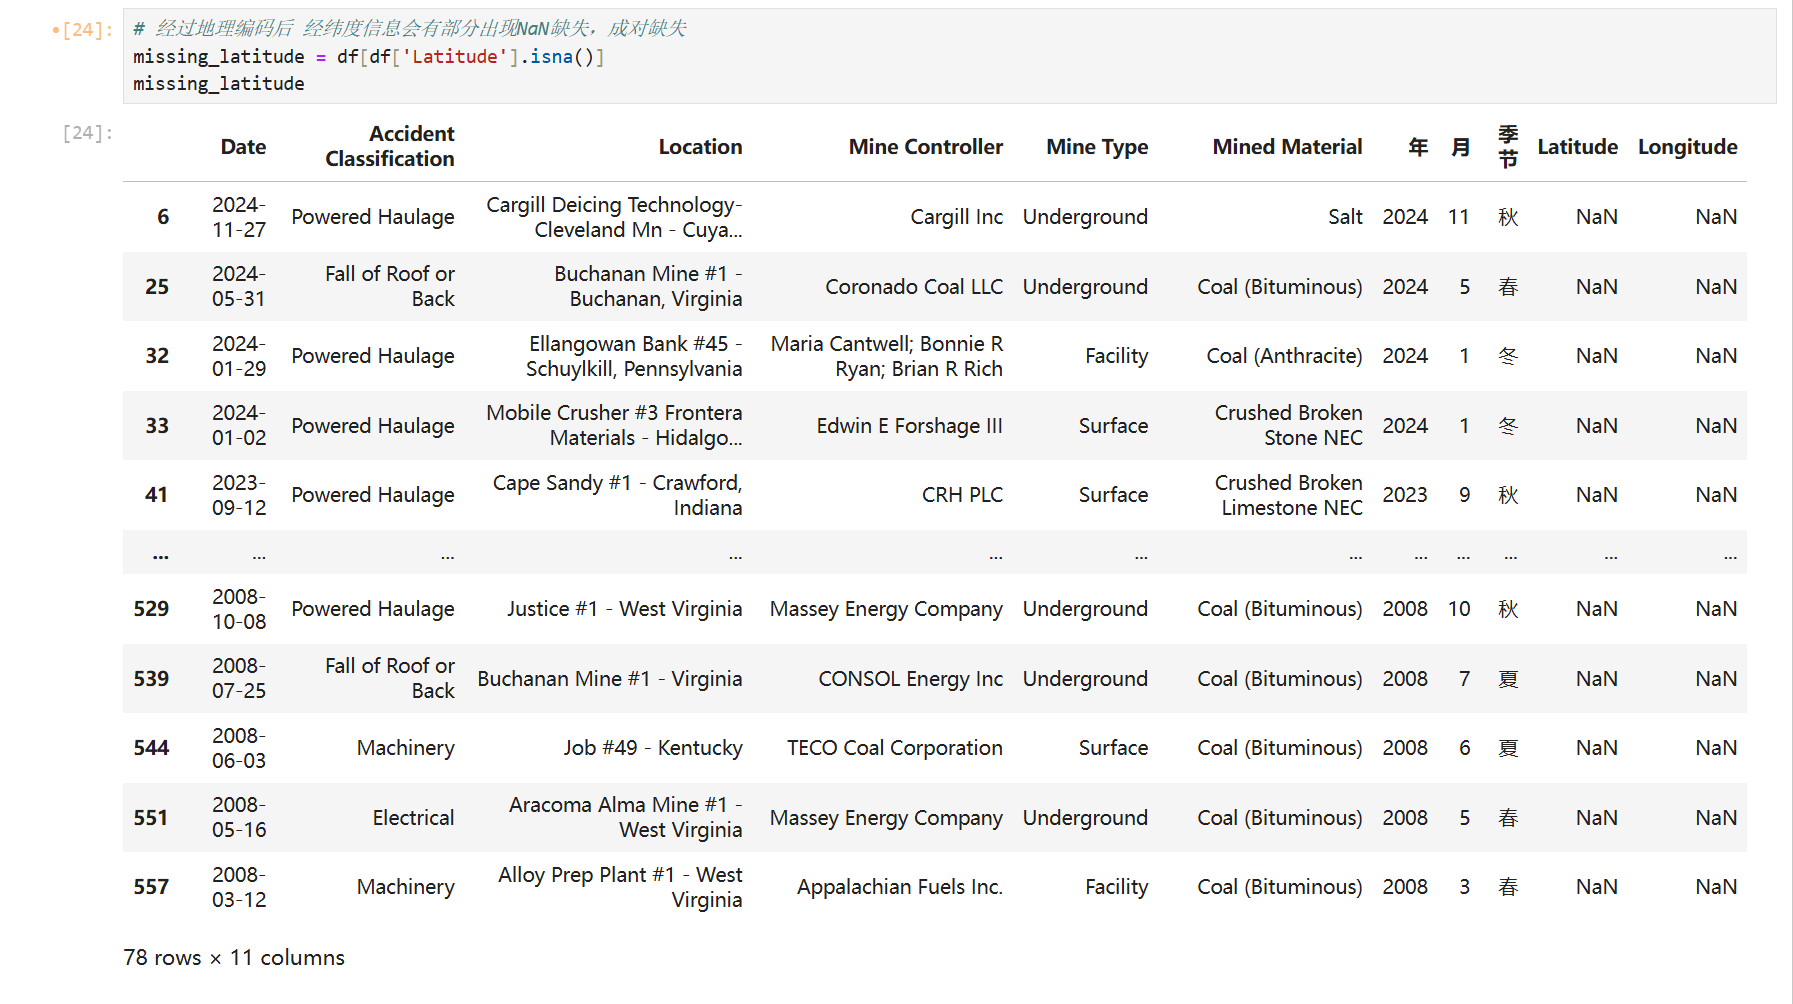 •[24]:
# 经过地理编码后 经纬度信息会有部分出现NaN缺失，成对缺失
missing_latitude = df[df['Latitude'].isna()]
missing_latitude
[24]:
Date Accident Classification Location Mine Controller Mine Type Mined Material 年 月 季节 Latitude Longitude
6 2024-11-27 Powered Haulage Cargill Deicing Technology-Cleveland Mn - Cuya... Cargill Inc Underground Salt 2024 11 秋 NaN NaN
25 2024-05-31 Fall of Roof or Back Buchanan Mine #1 - Buchanan, Virginia Coronado Coal LLC Underground Coal (Bituminous) 2024 5 春 NaN NaN
32 2024-01-29 Powered Haulage Ellangowan Bank #45 - Schuylkill, Pennsylvania Maria Cantwell; Bonnie R Ryan; Brian R Rich Facility Coal (Anthracite) 2024 1 冬 NaN NaN
33 2024-01-02 Powered Haulage Mobile Crusher #3 Frontera Materials - Hidalgo... Edwin E Forshage III Surface Crushed Broken Stone NEC 2024 1 冬 NaN NaN
41 2023-09-12 Powered Haulage Cape Sandy #1 - Crawford, Indiana CRH PLC Surface Crushed Broken Limestone NEC 2023 9 秋 NaN NaN
... ... ... ... ... ... ... ... ... ... ... ...
529 2008-10-08 Powered Haulage Justice #1 - West Virginia Massey Energy Company Underground Coal (Bituminous) 2008 10 秋 NaN NaN
539 2008-07-25 Fall of Roof or Back Buchanan Mine #1 - Virginia CONSOL Energy Inc Underground Coal (Bituminous) 2008 7 夏 NaN NaN
544 2008-06-03 Machinery Job #49 - Kentucky TECO Coal Corporation Surface Coal (Bituminous) 2008 6 夏 NaN NaN
551 2008-05-16 Electrical Aracoma Alma Mine #1 - West Virginia Massey Energy Company Underground Coal (Bituminous) 2008 5 春 NaN NaN
557 2008-03-12 Machinery Alloy Prep Plant #1 - West Virginia Appalachian Fuels Inc. Facility Coal (Bituminous) 2008 3 春 NaN NaN
78 rows × 11 columns